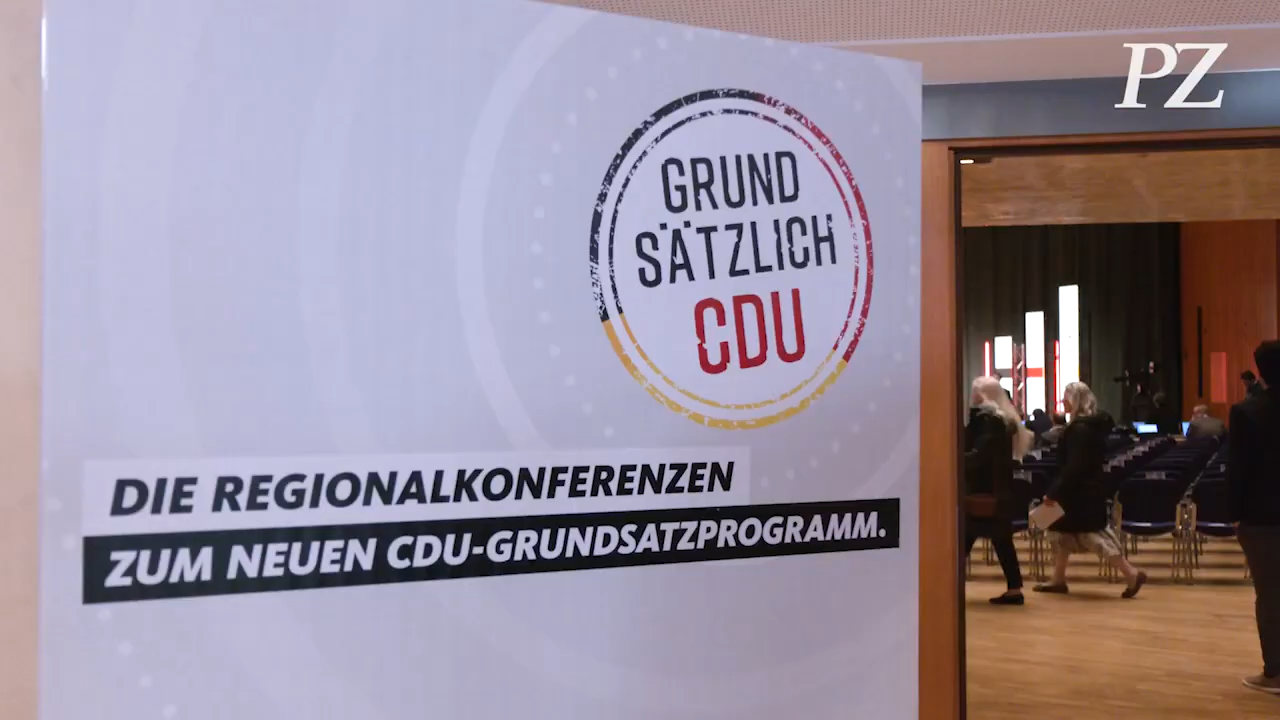 PZ
GRUND
SÄTZLICH
CDU
DIE REGIONALKONFERENZEN
ZUM NEUEN CDU-GRUNDSATZPROGRAMM.